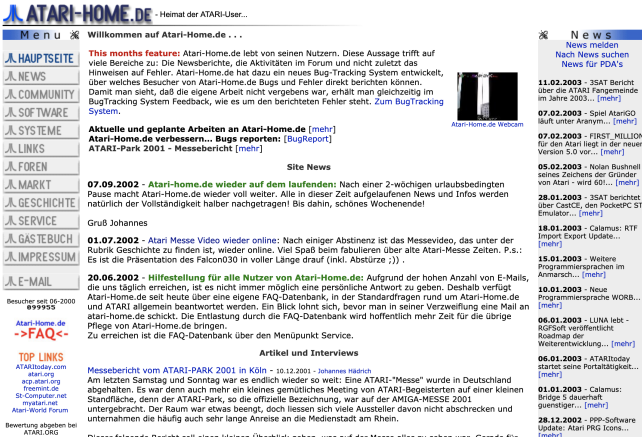 ATARI-HOME.DE - Heimat der ATARI-User...
Menu
HAUPTSEITE
NEWS
COMMUNITY
SOFTWARE
SYSTEME
LINKS
FOREN
MARKT
GESCHICHTE
SERVICE
GASTEBUCH
IMPRESSUM
E-MAIL
Besucher seit 06-2000
899955
Atari-Home.de
->FAQ<-
TOP LINKS
ATARItoday.com
atari.org
acp.atari.org
freemint.de
St-Computer.net
myatari.net
Atari-World Forum
Bewertung abgeben bei
ATARI.ORG
Willkommen auf Atari-Home.de . . .
This months feature: Atari-Home.de lebt von seinen Nutzern. Diese Aussage trifft auf
viele Bereiche zu: Die Newsberichte, die Aktivitäten im Forum und nicht zuletzt das
Hinweisen auf Fehler. Atari-Home.de hat dazu ein neues Bug-Tracking System entwickelt,
über welches Besucher von Atari-Home.de Bugs und Fehler direkt berichten können.
Damit man sieht, daß die eigene Arbeit nicht vergebens war, erhält man gleichzeitig im
BugTracking System Feedback, wie es um den berichteten Fehler steht. Zum BugTracking
System.
Atari-Home.de Webcam
Aktuelle und geplante Arbeiten an Atari-Home.de [mehr]
Atari-Home.de verbessern... Bugs reporten: [BugReport]
ATARI-Park 2001 - Messebericht [mehr]
Site News
07.09.2002 - Atari-home.de wieder auf dem laufenden: Nach einer 2-wöchigen urlaubsbedingten
Pause macht Atari-Home.de wieder voll weiter. Alle in dieser Zeit aufgelaufenen News und Infos werden
natürlich der Vollständigkeit halber nachgetragen! Bis dahin, schönes Wochenende!
Gruß Johannes
01.07.2002 - Atari Messe Video wieder online: Nach einiger Abstinenz ist das Messevideo, das unter der
Rubrik Geschichte zu finden ist, wieder online. Viel Spaß beim fabulieren über alte Atari-Messe Zeiten. P.s.:
Es ist die Präsentation des Falcon030 in voller Länge drauf (inkl. Abstürze ;)) .
20.06.2002 - Hilfestellung für alle Nutzer von Atari-Home.de: Aufgrund der hohen Anzahl von E-Mails,
die uns täglich erreichen, ist es nicht immer möglich eine persönliche Antwort zu geben. Deshalb verfügt
Atari-Home.de seit heute über eine eigene FAQ-Datenbank, in der Standardfragen rund um Atari-Home.de
und ATARI allgemein beantwortet werden. Ein Blick lohnt sich, bevor man in seiner Verzweiflung eine Mail an
atari-home.de schickt. Die Entlastung durch die FAQ-Datenbank wird hoffentlich mehr Zeit für die übrige
Pflege von Atari-Home.de bringen.
Zu erreichen ist die FAQ-Datenbank über den Menüpunkt Service.
Artikel und Interviews
Messebericht vom ATARI-PARK 2001 in Köln - 10.12.2001 - Johannes Hädrich
Am letzten Samstag und Sonntag war es endlich wieder so weit: Eine ATARI-"Messe" wurde in Deutschland
abgehalten. Es war denn auch mehr ein kleines gemütliches Meeting von ATARI-Begeisterten auf einer kleinen
Standfläche, denn der ATARI-Park, so die offizielle Bezeichnung, war auf der AMIGA-MESSE 2001
untergebracht. Der Raum war etwas beengt, doch liessen sich viele Aussteller davon nicht abschrecken und
unternahmen die häufig auch sehr lange Anreise an die Medienstadt am Rhein.
News
News melden
Nach News suchen
News für PDA's
11.02.2003 - 3SAT Bericht
über die ATARI Fangemeinde
im Jahre 2003... [mehr]
07.02.2003 - Spiel AtariGO
läuft unter Aranym... [mehr]
07.02.2003 - FIRST_MILLION
für den Atari liegt in der neuen
Version 5.0 vor... [mehr]
05.02.2003 - Nolan Bushnell
seines Zeichens der Gründer
von Atari - wird 60!... [mehr]
28.01.2003 - 3SAT berichtet
über CastCE, den PocketPC ST
Emulator... [mehr]
18.01.2003 - Calamus: RTF
Import Export Update...
[mehr]
15.01.2003 - Weitere
Programmiersprachen im
Anmarsch... [mehr]
10.01.2003 - Neue
Programmiersprache WORB...
[mehr]
06.01.2003 - LUNA lebt -
RGFSoft veröffentlicht
Roadmap der
Weiterentwicklung... [mehr]
06.01.2003 - ATARItoday
startet seine Portaltätigkeit...
[mehr]
01.01.2003 - Calamus:
Bridge 5 dauerhaft
guenstiger... [mehr]
28.12.2002 - PPP-Software
Update: Atari PRG Icons...